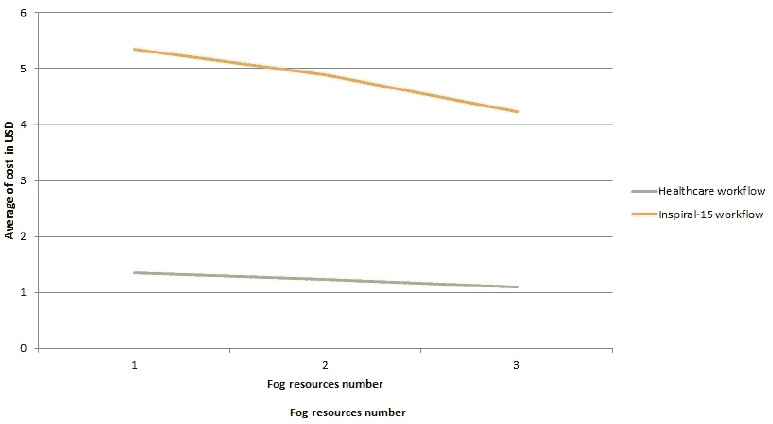 6
5
4
3
2
1
0
Average of cost in USD
1 2 3
Fog resources number
Fog resources number
Healthcare workflow
Inspiral-15 workflow